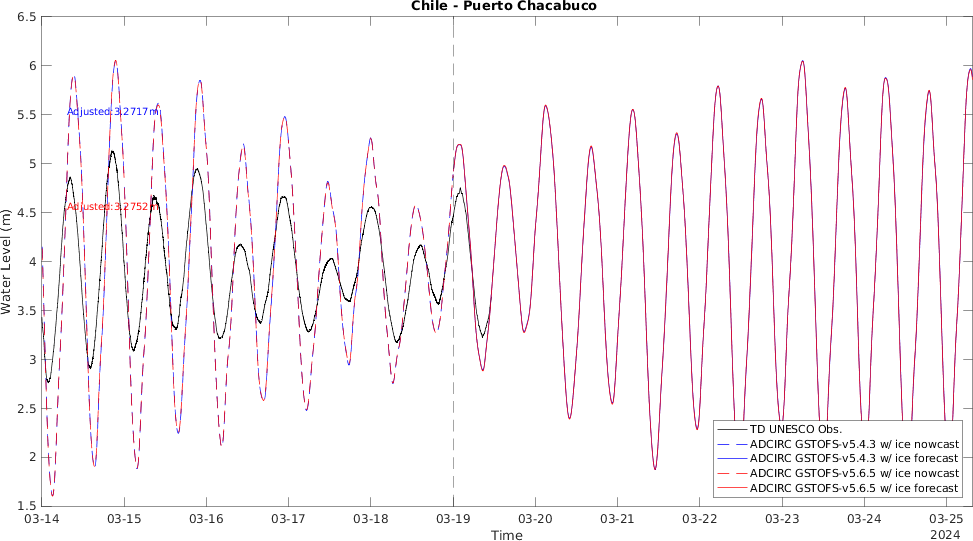 Chile - Puerto Chacabuco
6.5
6
5.5
5
4.5
4
3.5
3
2.5
2
1.5
Water Level (m)
Adjusted:3.2717m
Adjusted:3.2752m
03-14
03-15
03-16
03-17
03-18
03-19
03-20
03-21
03-22
03-23
03-24
03-25
2024
Time
TD UNESCO Obs.
ADCIRC GSTOFS-v5.4.3 w/ ice nowcast
ADCIRC GSTOFS-v5.4.3 w/ ice forecast
ADCIRC GSTOFS-v5.6.5 w/ ice nowcast
ADCIRC GSTOFS-v5.6.5 w/ ice forecast